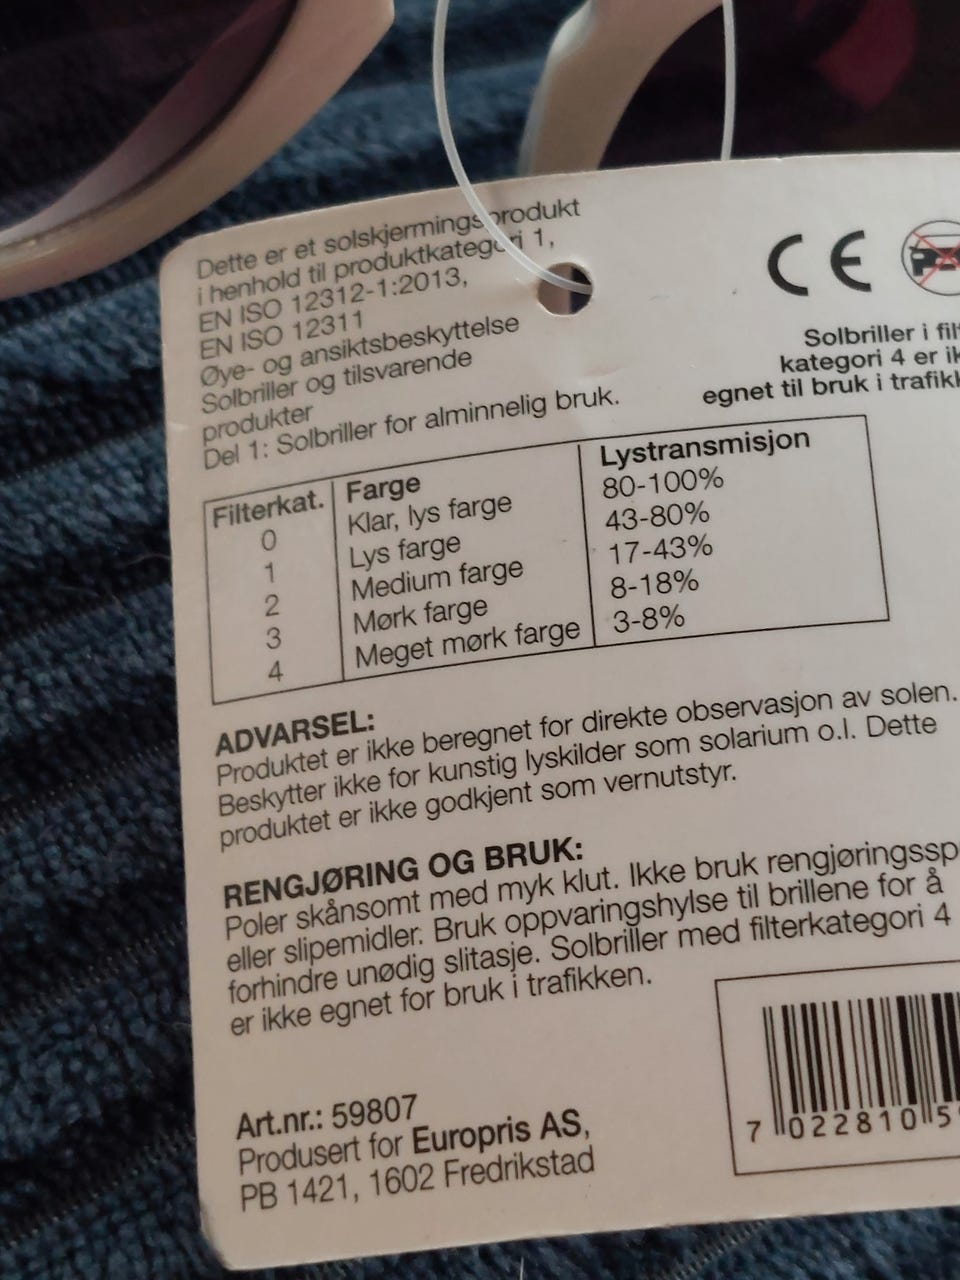 Dette er et solskjermingsprodukt
i henhold til produktkategori 1,
EN ISO 12312-1:2013,
EN ISO 12311
Øye- og ansiktsbeskyttelse
Solbriller og tilsvarende
produkter
Del 1: Solbriller for alminnelig bruk.
CE
Solbriller i
kategori 4 er
egnet til bruk i
Filterkat. Farge Lystransmisjon
0 Klar, lys farge 80-100%
1 Lys farge 43-80%
2 Medium farge 17-43%
3 Mørk farge 8-18%
4 Meget mørk farge 3-8%
ADVARSEL:
Produktet er ikke beregnet for direkte observasjon av solen.
Beskytter ikke for kunstig lyskilder som solarium o.l. Dette
produktet er ikke godkjent som vernutstyr.
RENGJØRING OG BRUK:
Poler skånsomt med myk klut. Ikke bruk
eller slipemidler. Bruk oppvaringshylse til brillene for å
forhindre unødig slitasje. Solbriller med filterkategori 4
er ikke egnet for bruk i trafikken.
Art.nr.: 59807
Produsert for Europris AS,
PB 1421, 1602 Fredrikstad
7 022810 5